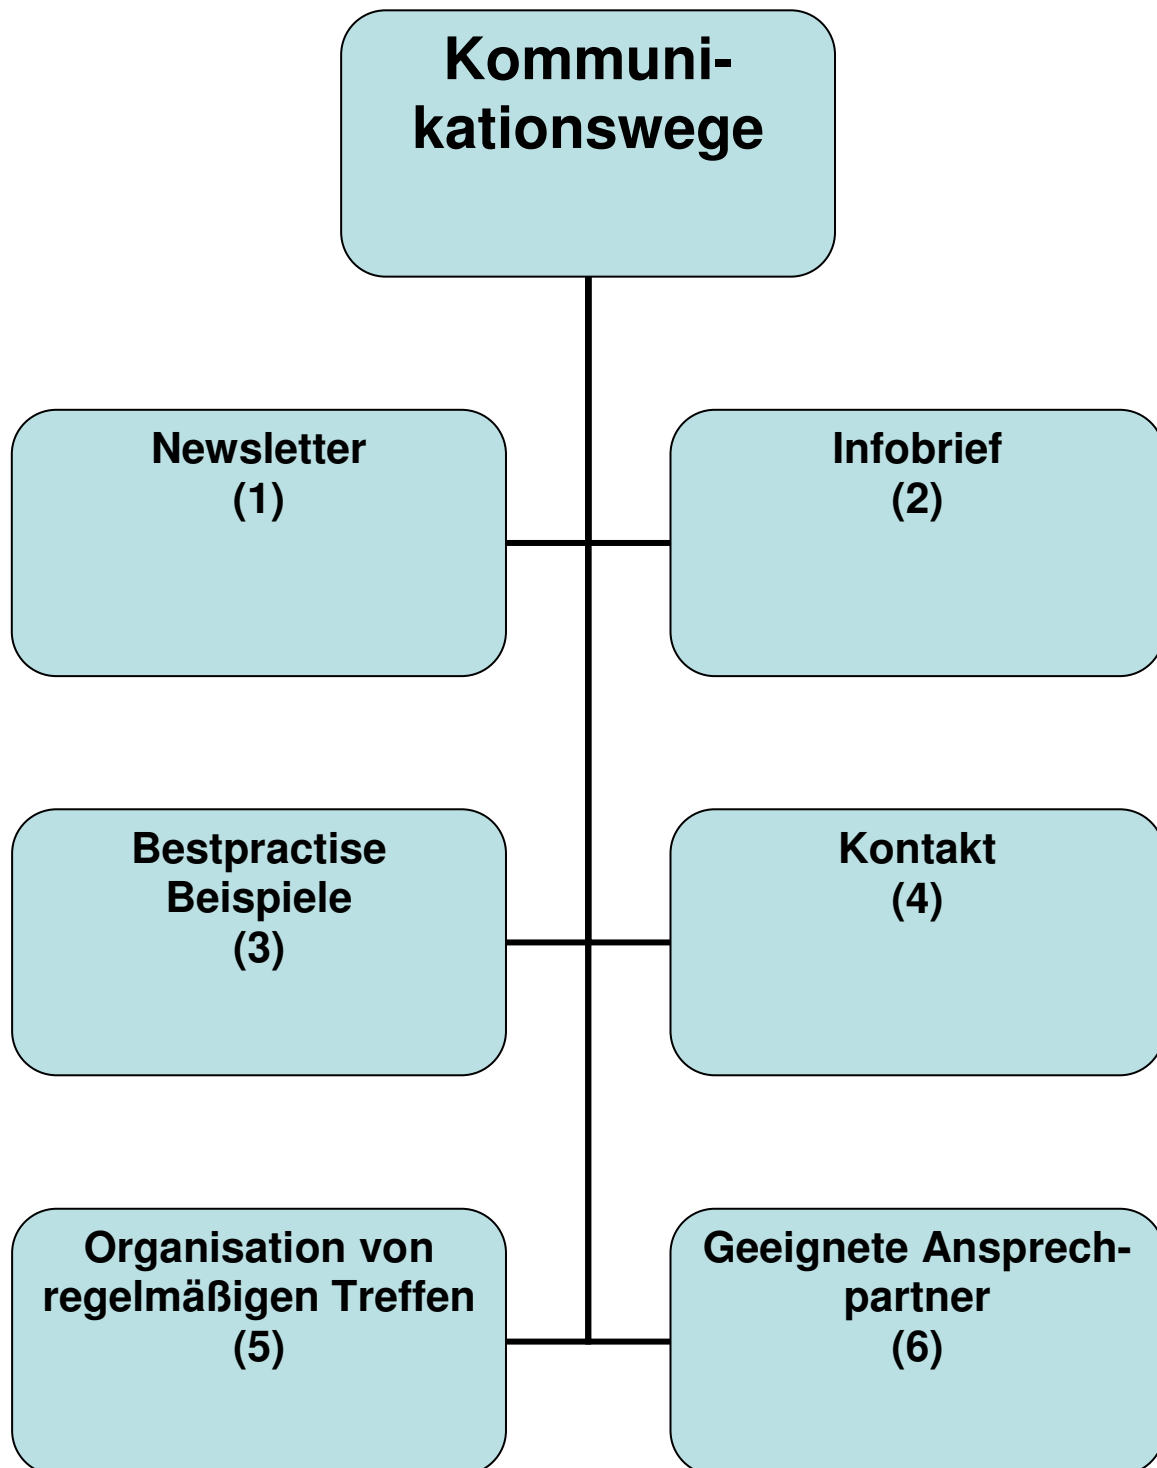 Kommuni-
kationswege
Newsletter
(1)
Infobrief
(2)
Bestpractise
Beispiele
(3)
Kontakt
(4)
Organisation von
regelmäßigen Treffen
(5)
Geeignete Ansprech-
partner
(6)